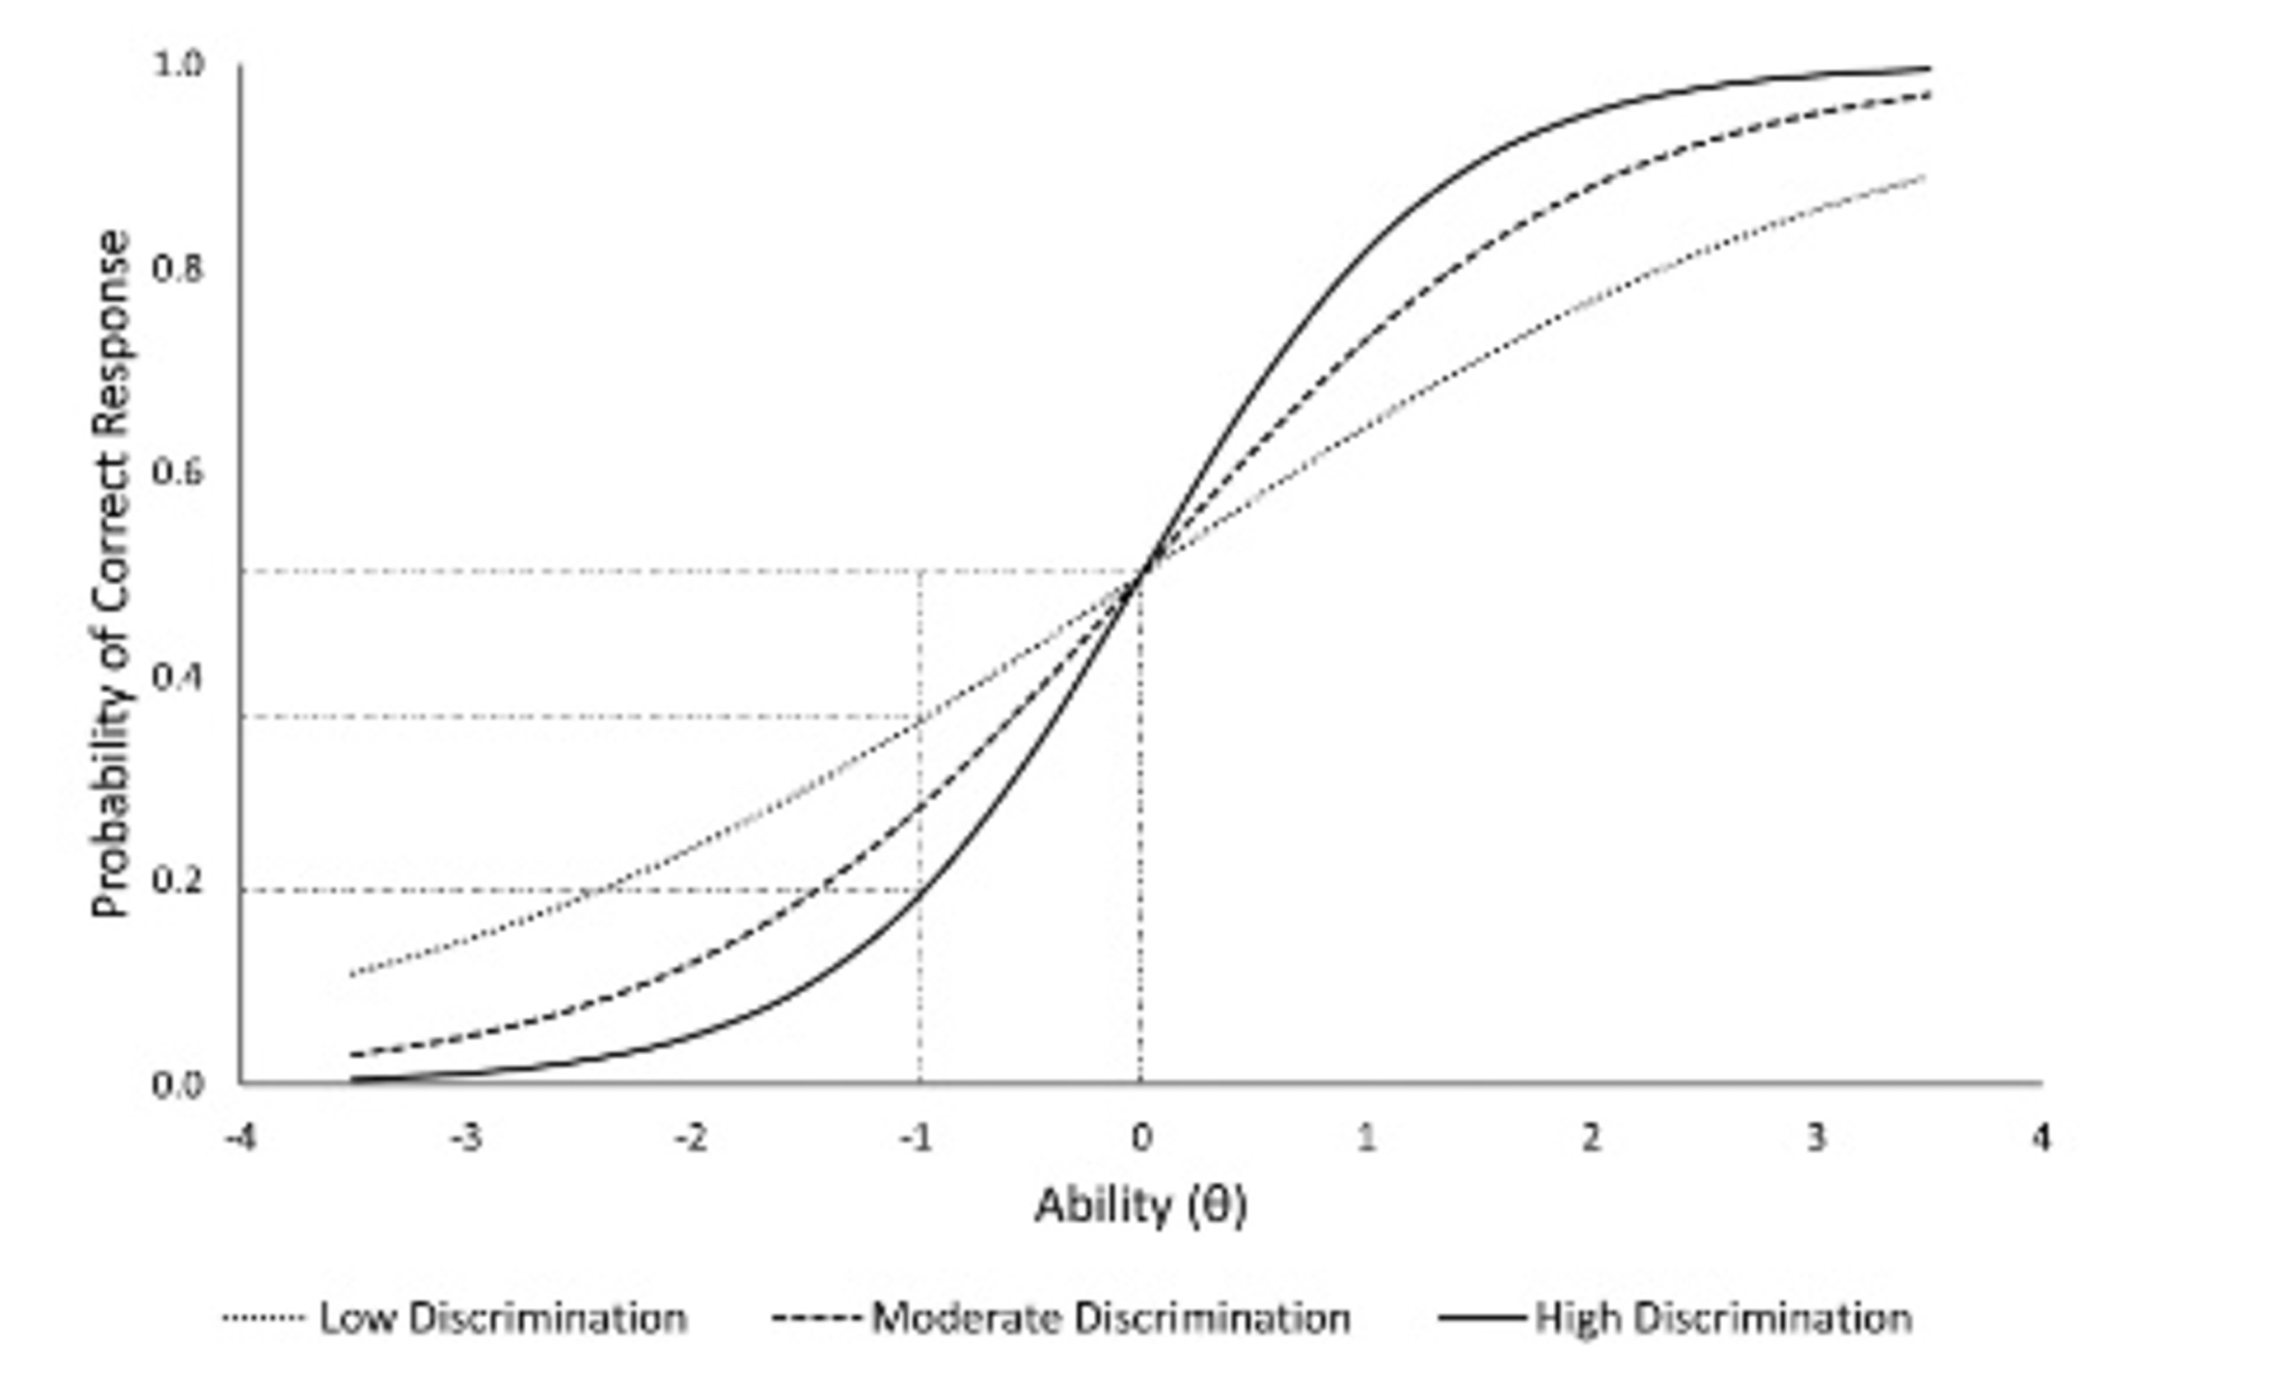 1.0
0.8
0.6
0.4
0.2
0.0
Probability of Correct Response
-4 -3 -2 -1 0 1 2 3 4
Ability (θ)
Low Discrimination Moderate Discrimination High Discrimination